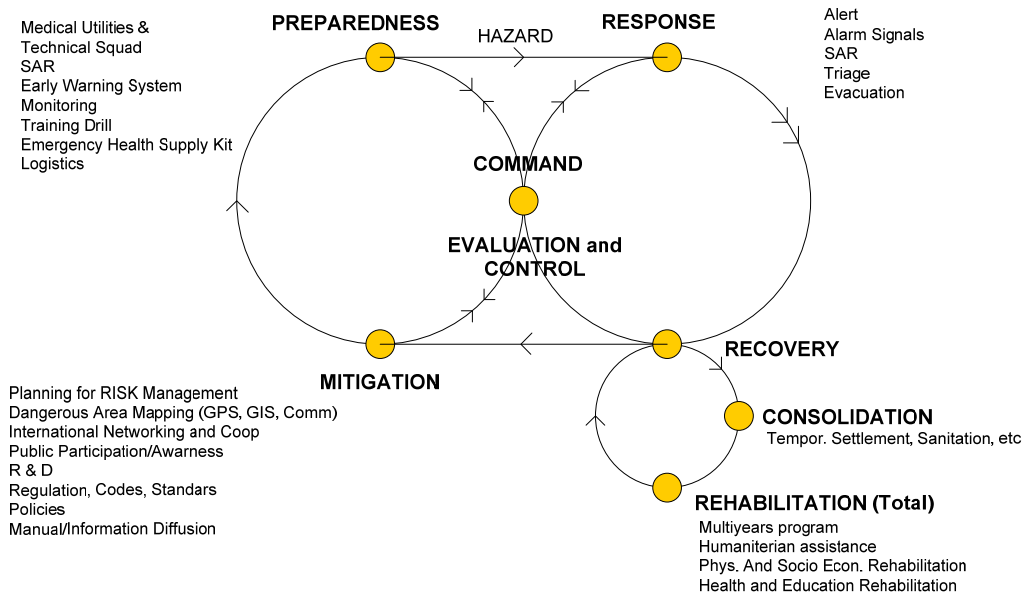 PREPAREDNESS
Medical Utilities &
Technical Squad
SAR
Early Warning System
Monitoring
Training Drill
Emergency Health Supply Kit
Logistics
HAZARD
RESPONSE
Alert
Alarm Signals
SAR
Triage
Evacuation
COMMAND
EVALUATION and
CONTROL
MITIGATION
Planning for RISK Management
Dangerous Area Mapping (GPS, GIS, Comm)
International Networking and Coop
Public Participation/Awarness
R & D
Regulation, Codes, Standars
Policies
Manual/Information Diffusion
RECOVERY
CONSOLIDATION
Tempor. Settlement, Sanitation, etc
REHABILITATION (Total)
Multiyears program
Humaniterian assistance
Phys. And Socio Econ. Rehabilitation
Health and Education Rehabilitation